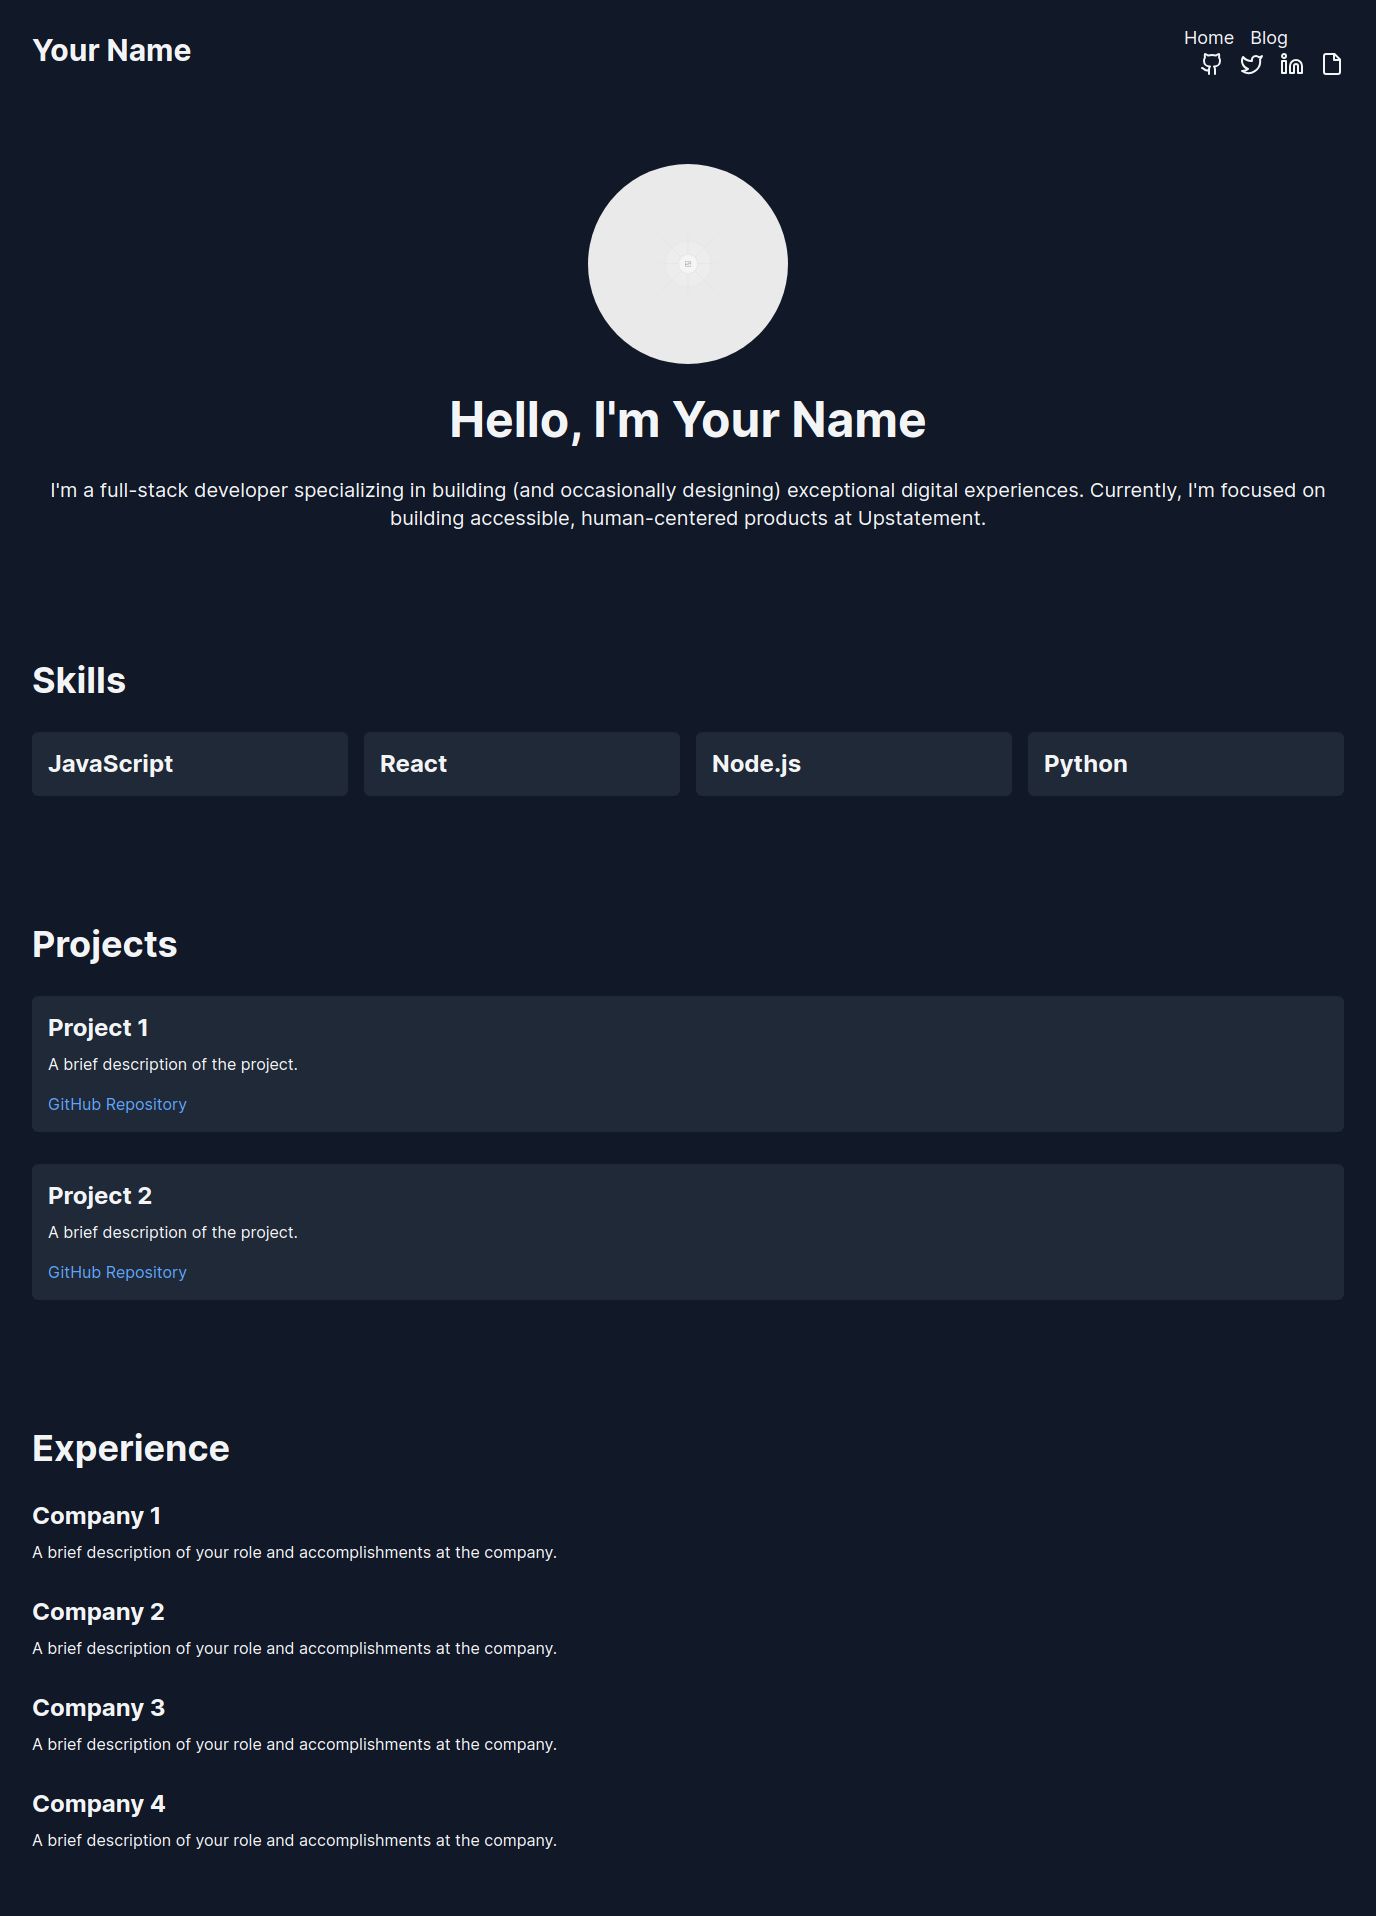 Your Name
Home Blog
Hello, I'm Your Name
I'm a full-stack developer specializing in building (and occasionally designing) exceptional digital experiences. Currently, I'm focused on
building accessible, human-centered products at Upstatement.
Skills
JavaScript
React
Node.js
Python
Projects
Project 1
A brief description of the project.
GitHub Repository
Project 2
A brief description of the project.
GitHub Repository
Experience
Company 1
A brief description of your role and accomplishments at the company.
Company 2
A brief description of your role and accomplishments at the company.
Company 3
A brief description of your role and accomplishments at the company.
Company 4
A brief description of your role and accomplishments at the company.